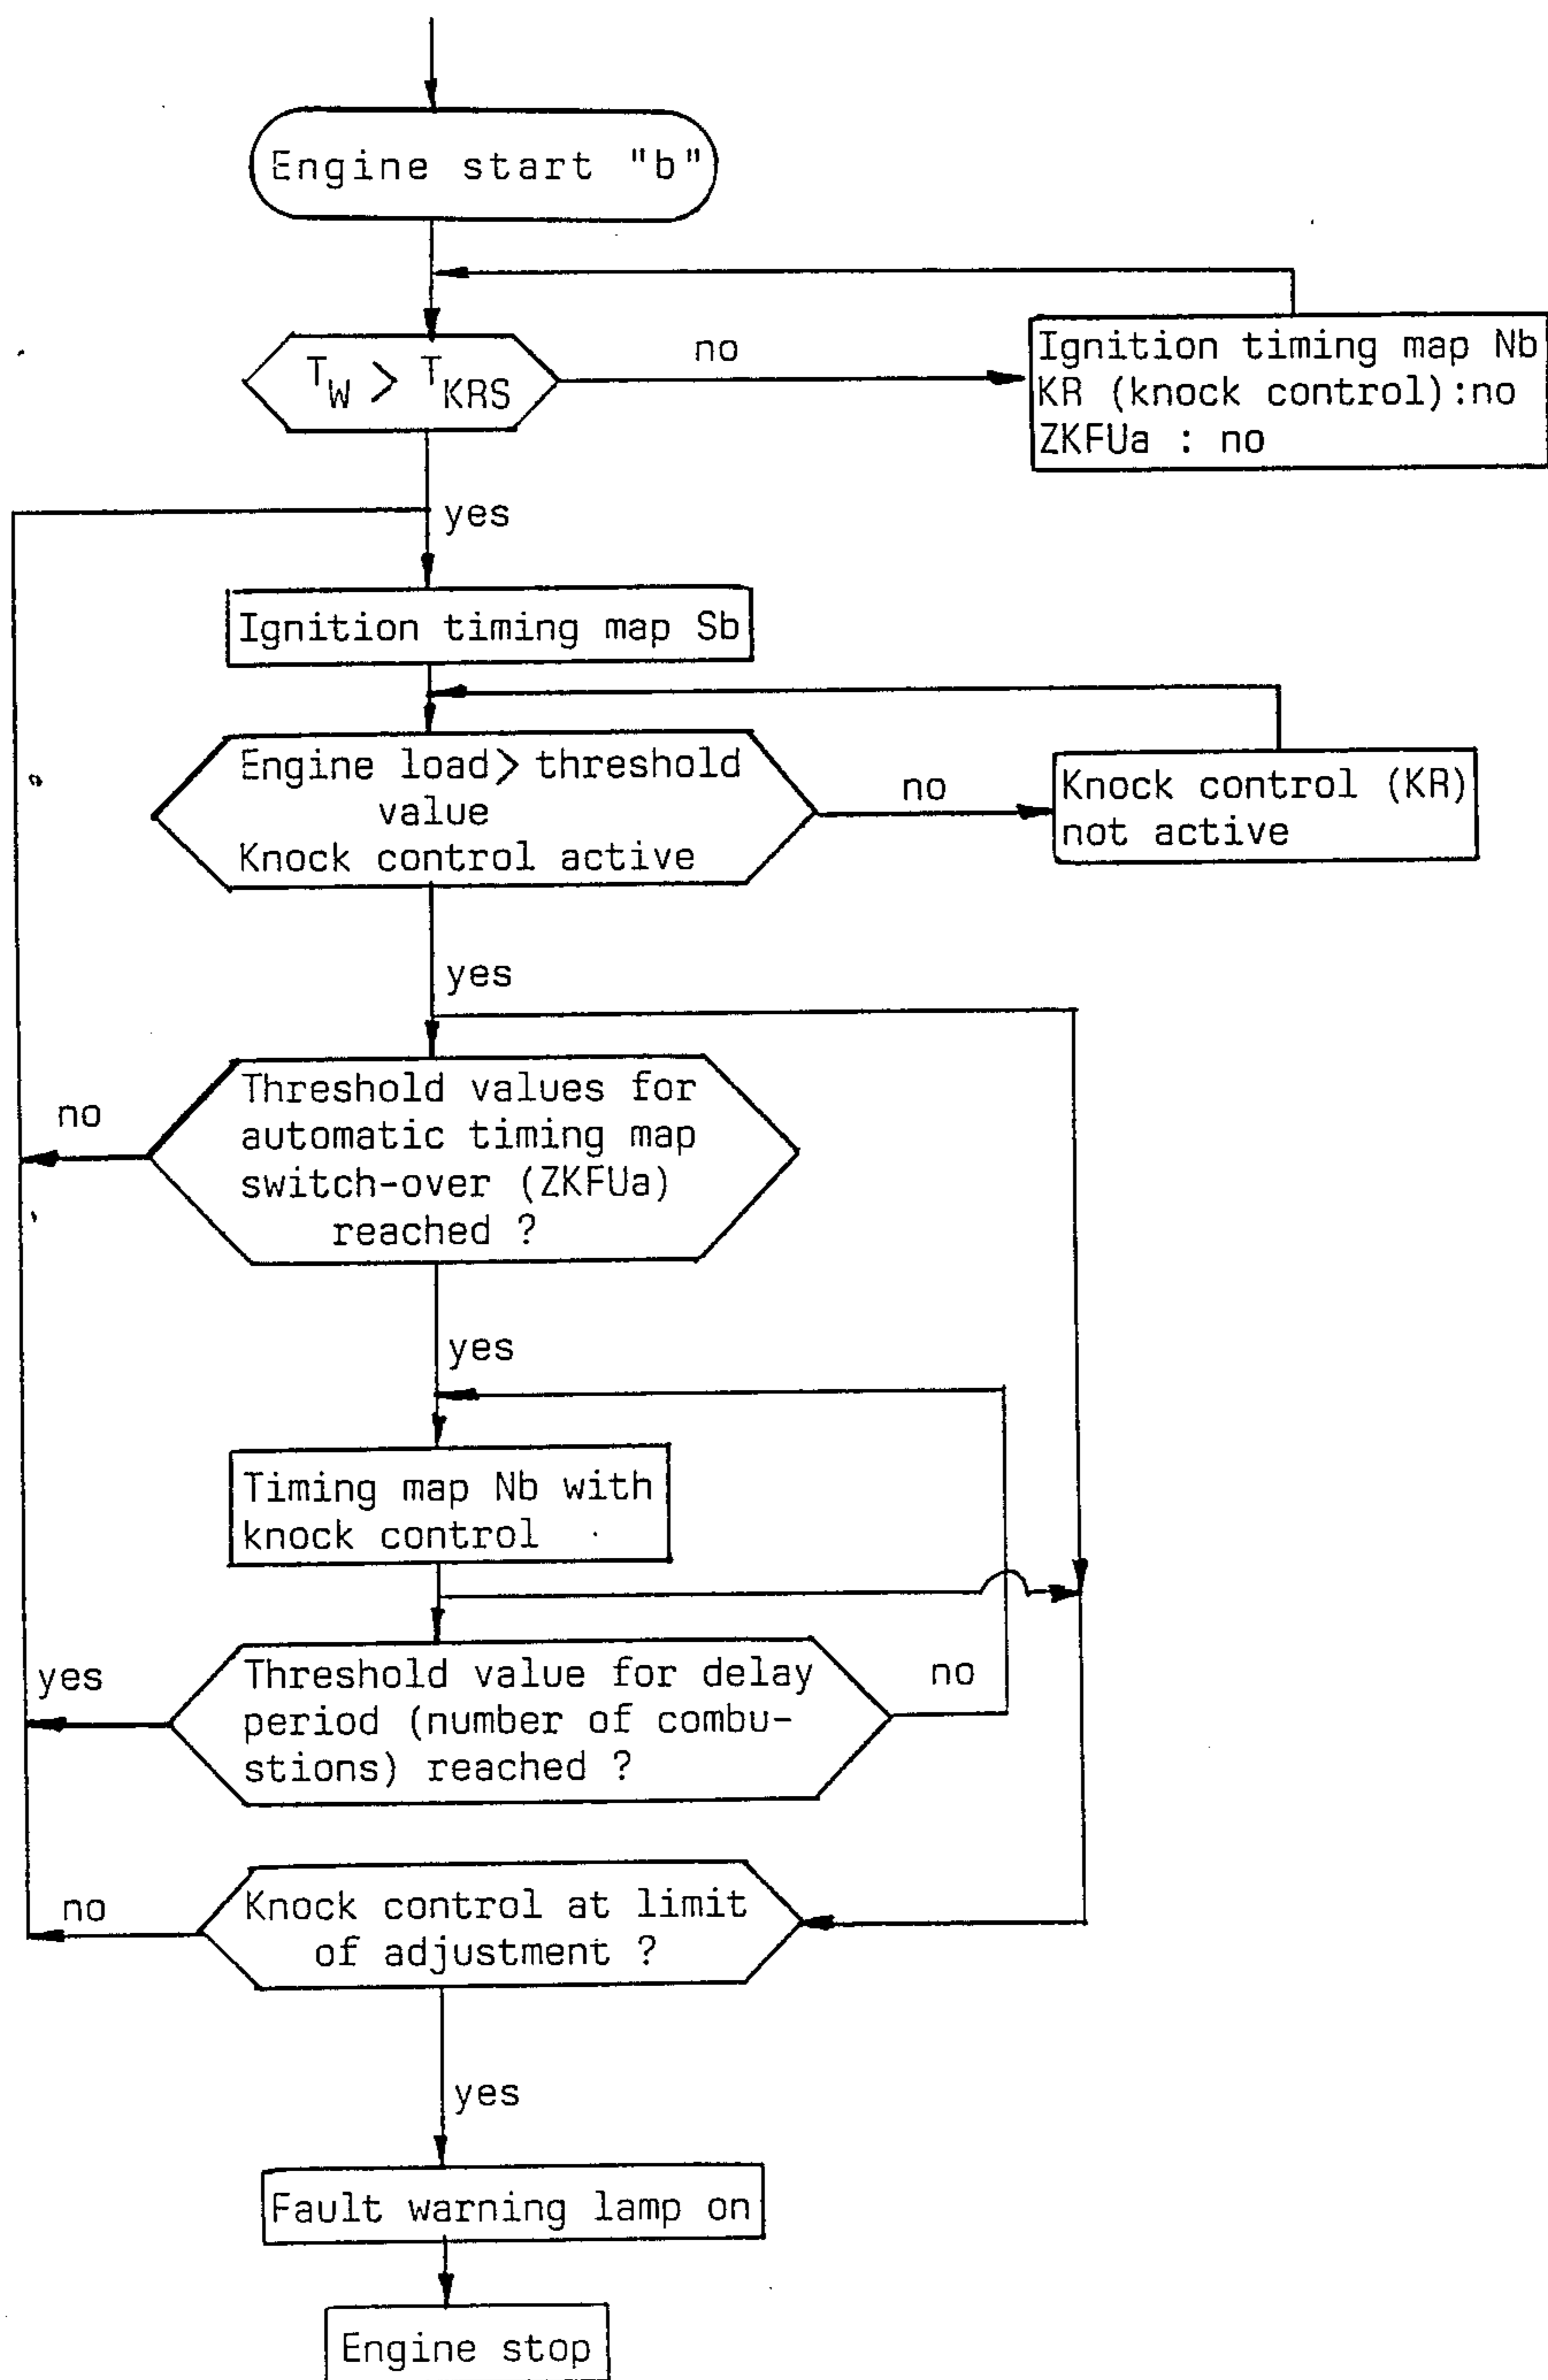 Engine start "b"
T_W > T_KRS
no
Ignition timing map Nb
KR (knock control):no
ZKFUa : no
yes
Ignition timing map Sb
Engine load> threshold
value
Knock control active
no
Knock control (KR)
not active
yes
Threshold values for
automatic timing map
switch-over (ZKFUa)
reached ?
no
yes
Timing map Nb with
knock control
Threshold value for delay
period (number of combu-
stions) reached ?
yes
no
Knock control at limit
of adjustment ?
no
yes
Fault warning lamp on
Engine stop